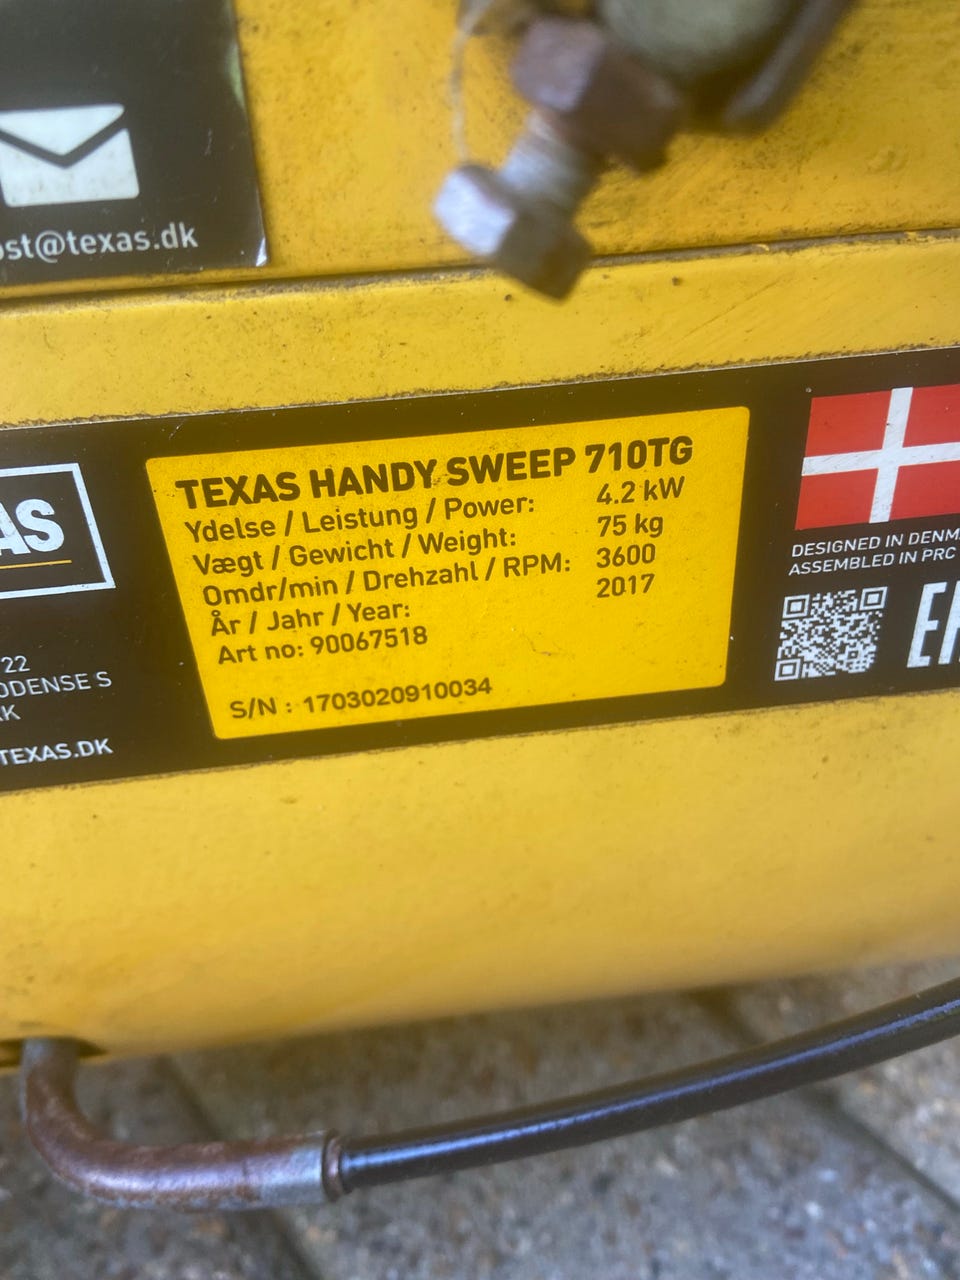 ost@texas.dk
TEXAS HANDY SWEEP 710TG
Ydelse / Leistung / Power: 4.2 kW
Vægt / Gewicht / Weight: 75 kg
Omdr/min / Drehzahl / RPM: 3600
År / Jahr / Year: 2017
Art no: 90067518
S/N : 1703020910034
AS
22
ODENSE S
TEXAS.DK
DESIGNED IN DENM
ASSEMBLED IN PRC